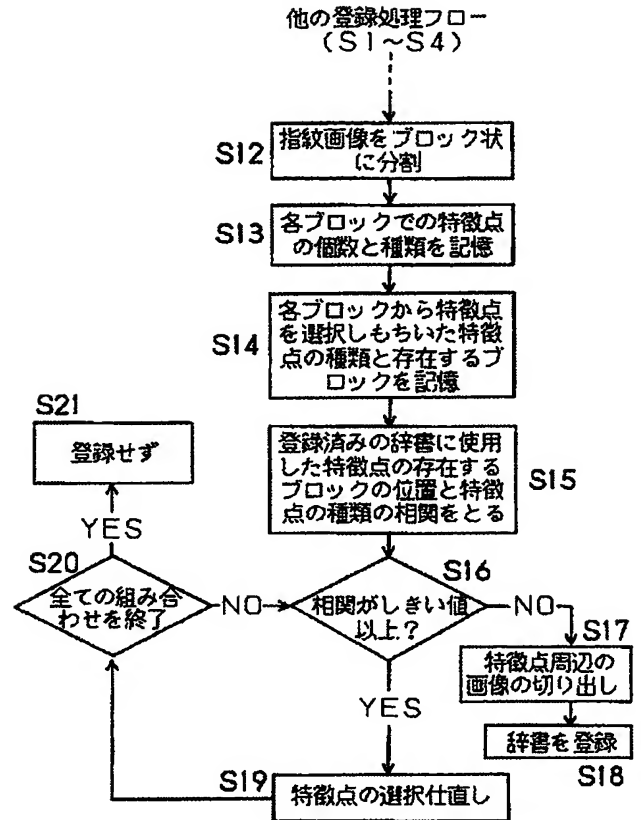 他の登録処理フロー
(S1~S4)
S12
指紋画像をブロック状
に分割
S13
各ブロックでの特徴点
の個数と種類を記憶
S14
各ブロックから特徴点
を選択しもちいた特徴
点の種類と存在するブ
ロックを記憶
S15
登録済みの辞書に使用
した特徴点の存在する
ブロックの位置と特徴
点の種類の相関をとる
S16
相関がしきい値
以上?
NO
S17
特徴点周辺の
画像の切り出し
辞書を登録
S18
YES
S19
特徴点の選択仕直し
S20
全ての組み合
わせを終了
NO
YES
S21
登録せず